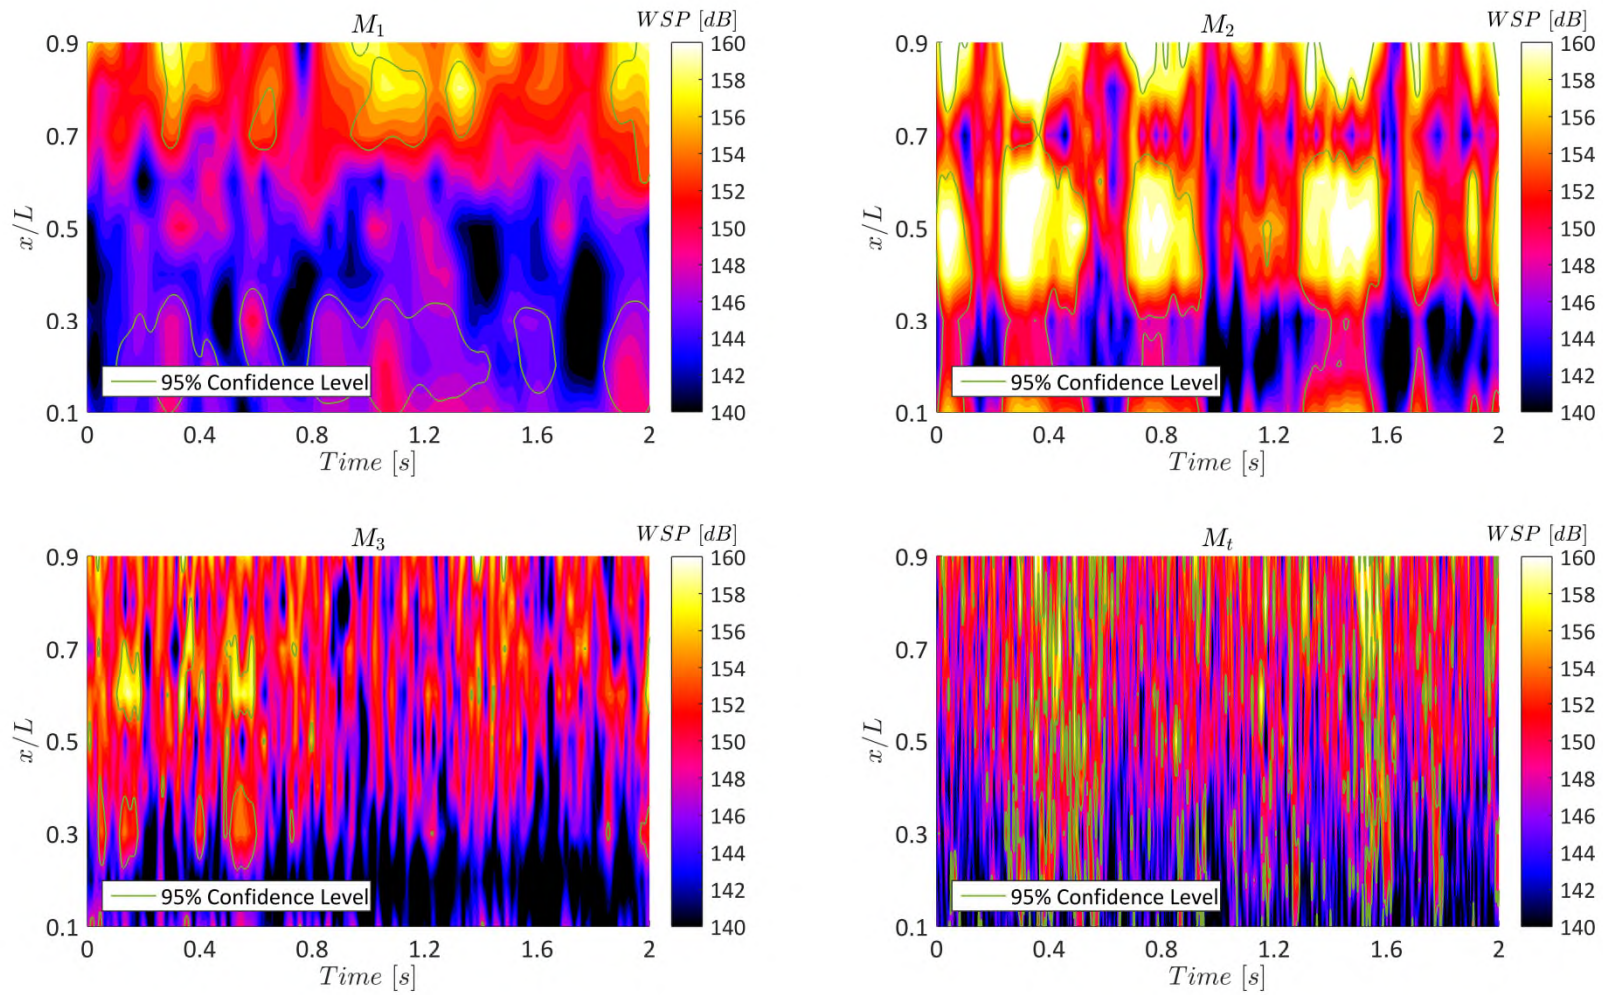 M₁
WSP [dB]
0.9
0.7
0.5
0.3
0.1
x/L
95% Confidence Level
0 0.4 0.8 1.2 1.6 2
Time [s]
160
158
156
154
152
150
148
146
144
142
140
M₂
WSP [dB]
0.9
0.7
0.5
0.3
0.1
x/L
95% Confidence Level
0 0.4 0.8 1.2 1.6 2
Time [s]
160
158
156
154
152
150
148
146
144
142
140
M₃
WSP [dB]
0.9
0.7
0.5
0.3
0.1
x/L
95% Confidence Level
0 0.4 0.8 1.2 1.6 2
Time [s]
160
158
156
154
152
150
148
146
144
142
140
Mₜ
WSP [dB]
0.9
0.7
0.5
0.3
0.1
x/L
95% Confidence Level
0 0.4 0.8 1.2 1.6 2
Time [s]
160
158
156
154
152
150
148
146
144
142
140